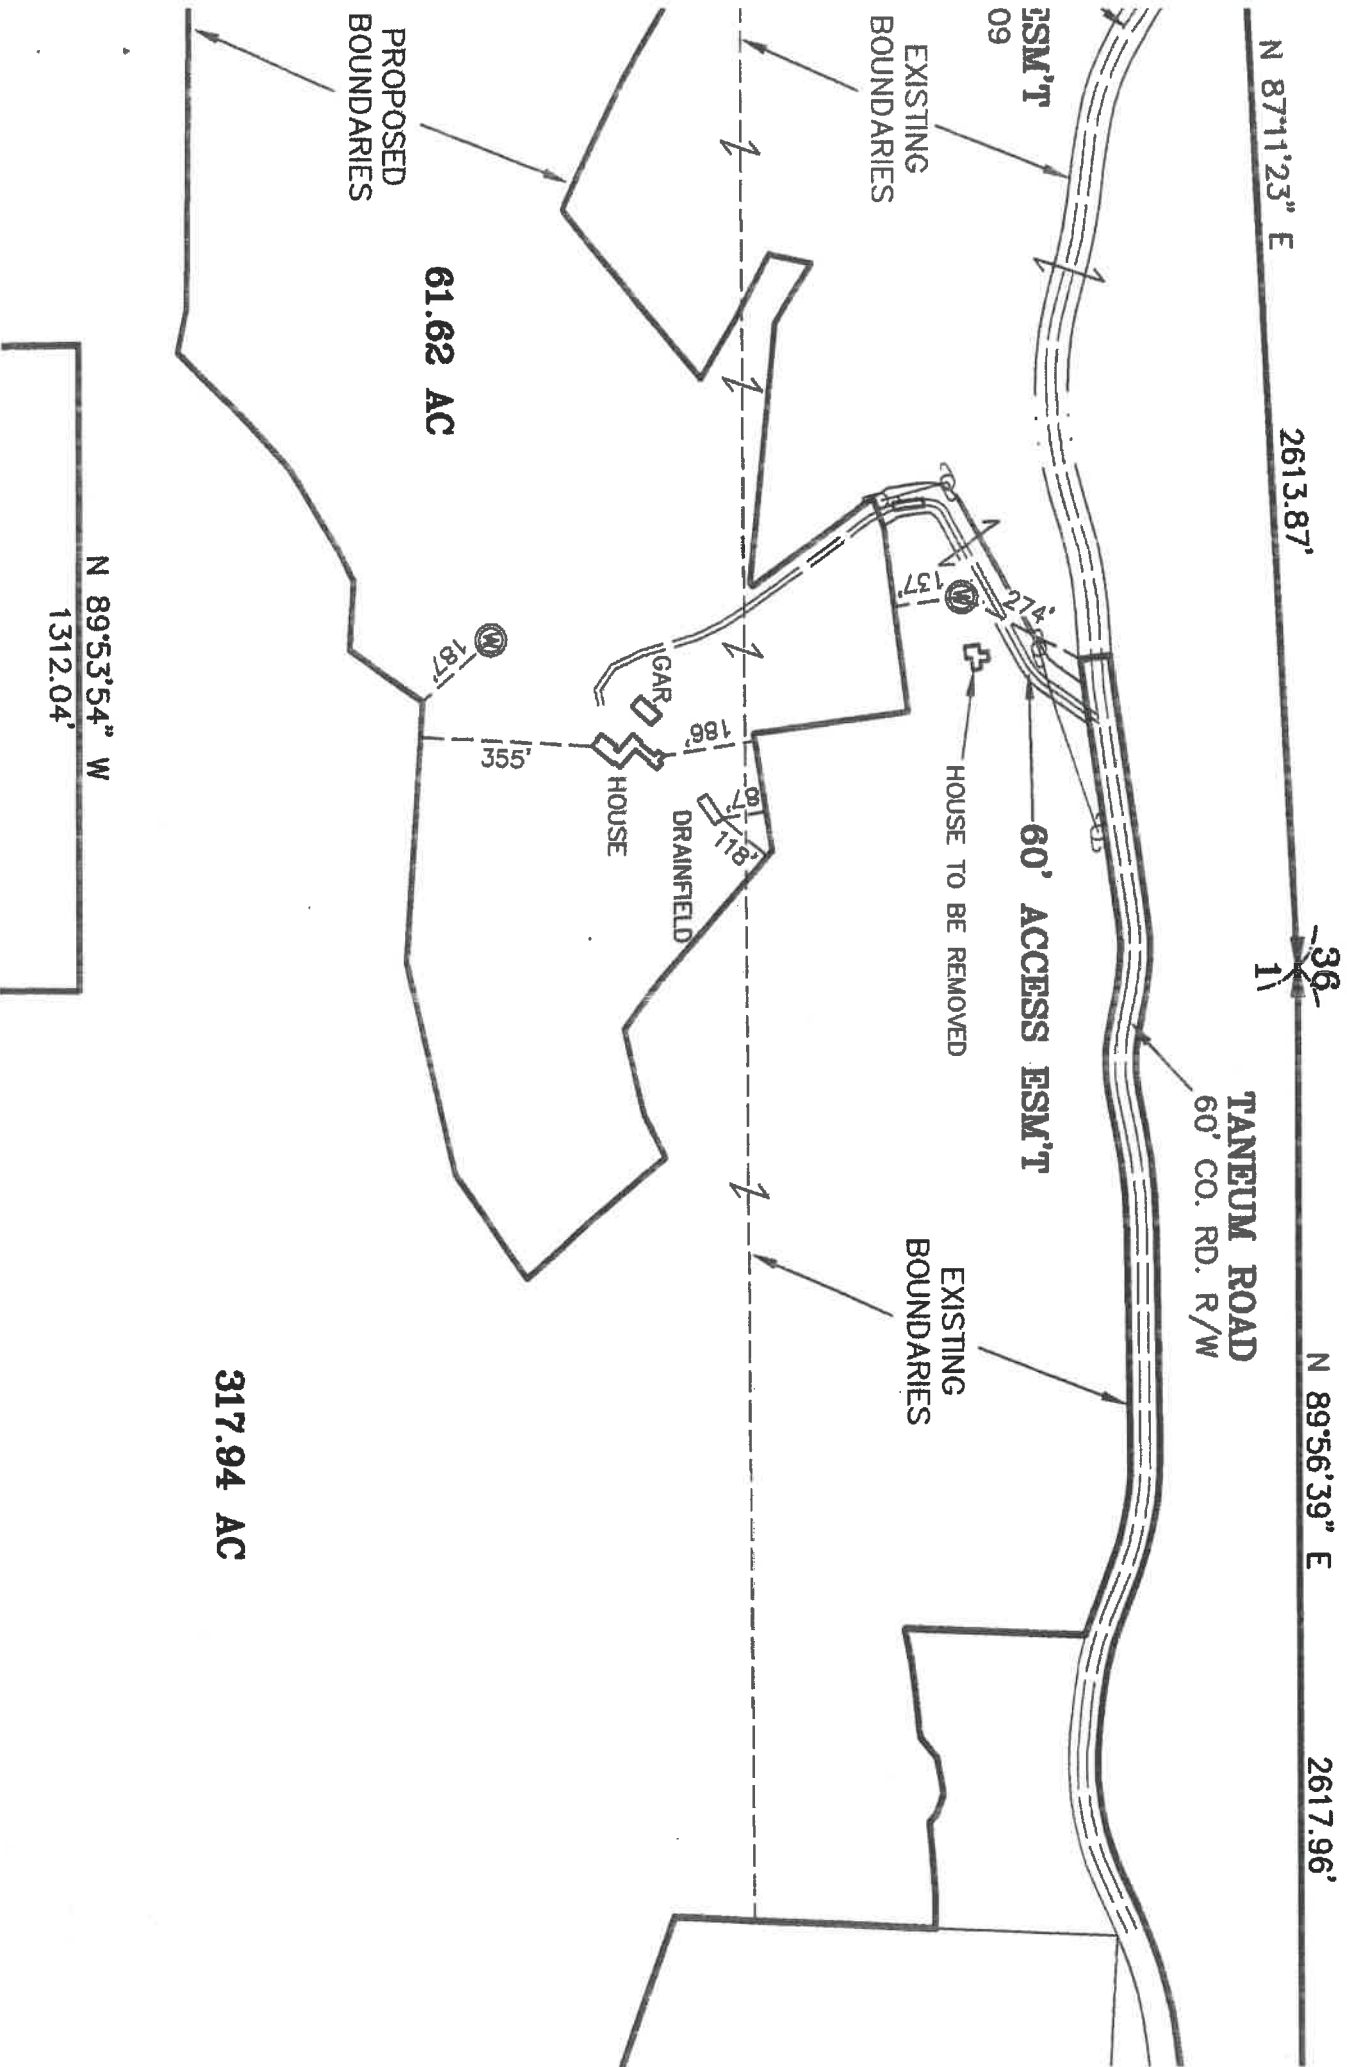 N 87°11'23" E
2613.87'
36
1
N 89°56'39" E
2617.96'
TANEUM ROAD
60' CO. RD. R/W
ESM'T
09
EXISTING
BOUNDARIES
60' ACCESS ESM'T
HOUSE TO BE REMOVED
EXISTING
BOUNDARIES
274'
W
137'
GAR
186'
87'
118'
DRAINFIELD
HOUSE
355'
W
187'
PROPOSED
BOUNDARIES
61.62 AC
317.94 AC
N 89°53'54" W
1312.04'